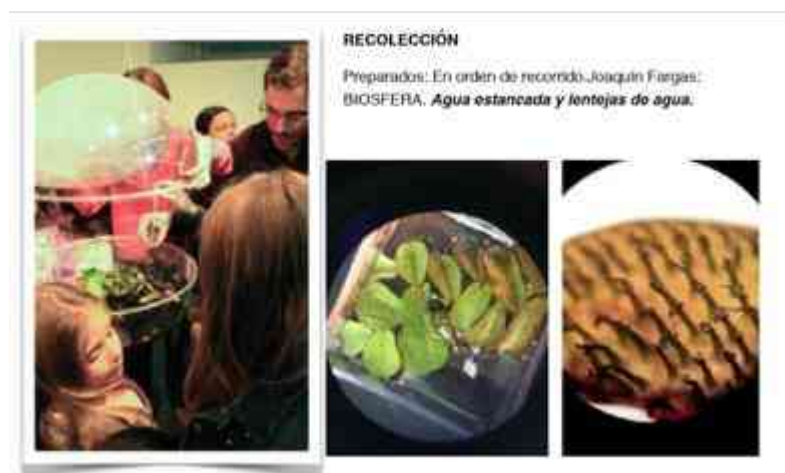 RECOLECCIÓN
Preparados: En orden de recorrido.Joaquín Fargas:
BIOSFERA. Agua estancada y lentejas de agua.